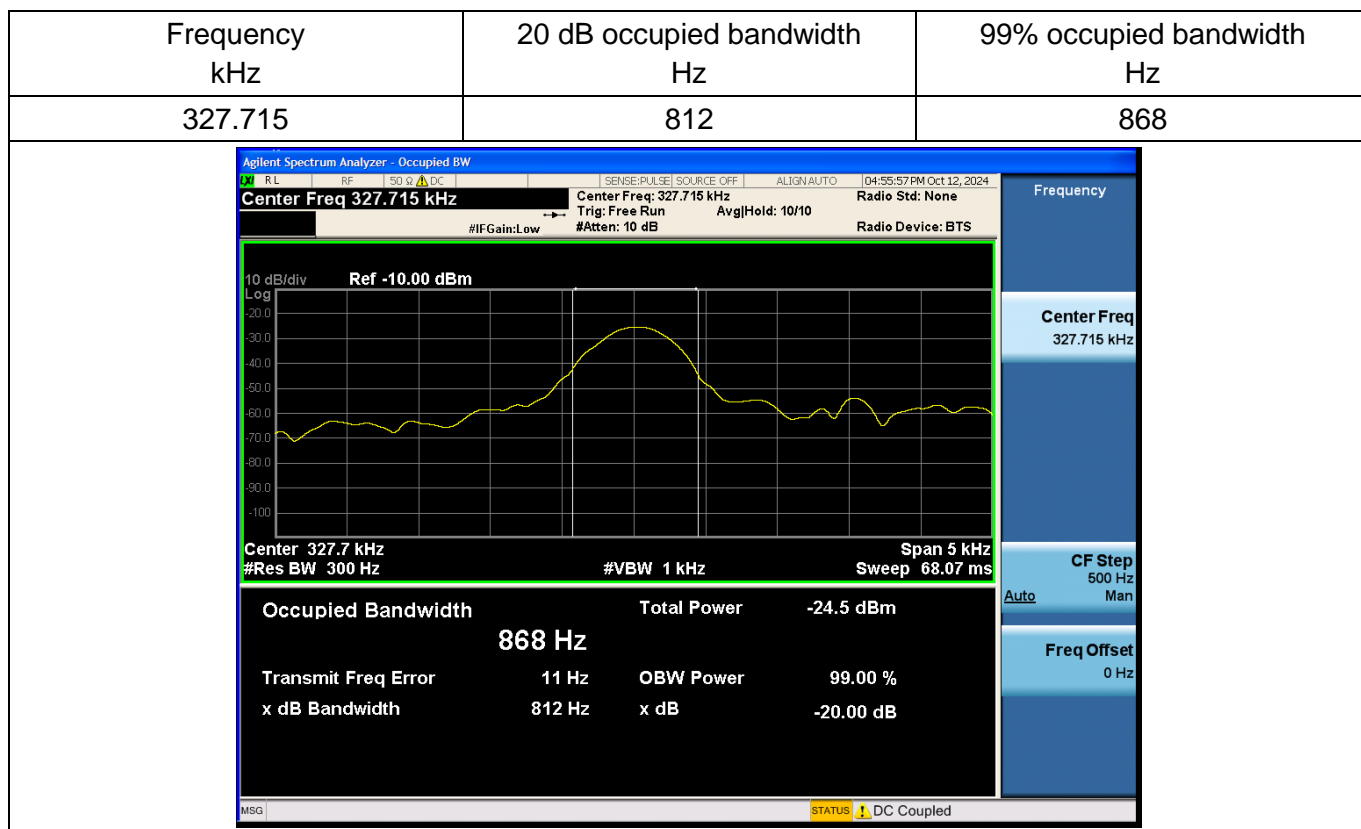 Frequency
kHz
20 dB occupied bandwidth
Hz
99% occupied bandwidth
Hz
327.715
812
868
Agilent Spectrum Analyzer - Occupied BW
LXI RL RF 50 Ω DC SENSE:PULSE SOURCE OFF ALIGN AUTO 04:55:57 PM Oct 12, 2024
Center Freq 327.715 kHz
Center Freq: 327.715 kHz
Radio Std: None
Trig: Free Run
Avg|Hold: 10/10
#IFGain:Low
#Atten: 10 dB
Radio Device: BTS
10 dB/div
Ref -10.00 dBm
Log
-20.0
-30.0
-40.0
-50.0
-60.0
-70.0
-80.0
-90.0
-100
Center 327.7 kHz
Span 5 kHz
#Res BW 300 Hz
#VBW 1 kHz
Sweep 68.07 ms
Occupied Bandwidth
Total Power
-24.5 dBm
868 Hz
Transmit Freq Error
11 Hz
OBW Power
99.00 %
x dB Bandwidth
812 Hz
x dB
-20.00 dB
Frequency
Center Freq
327.715 kHz
CF Step
500 Hz
Auto
Man
Freq Offset
0 Hz
MSG
STATUS
DC Coupled